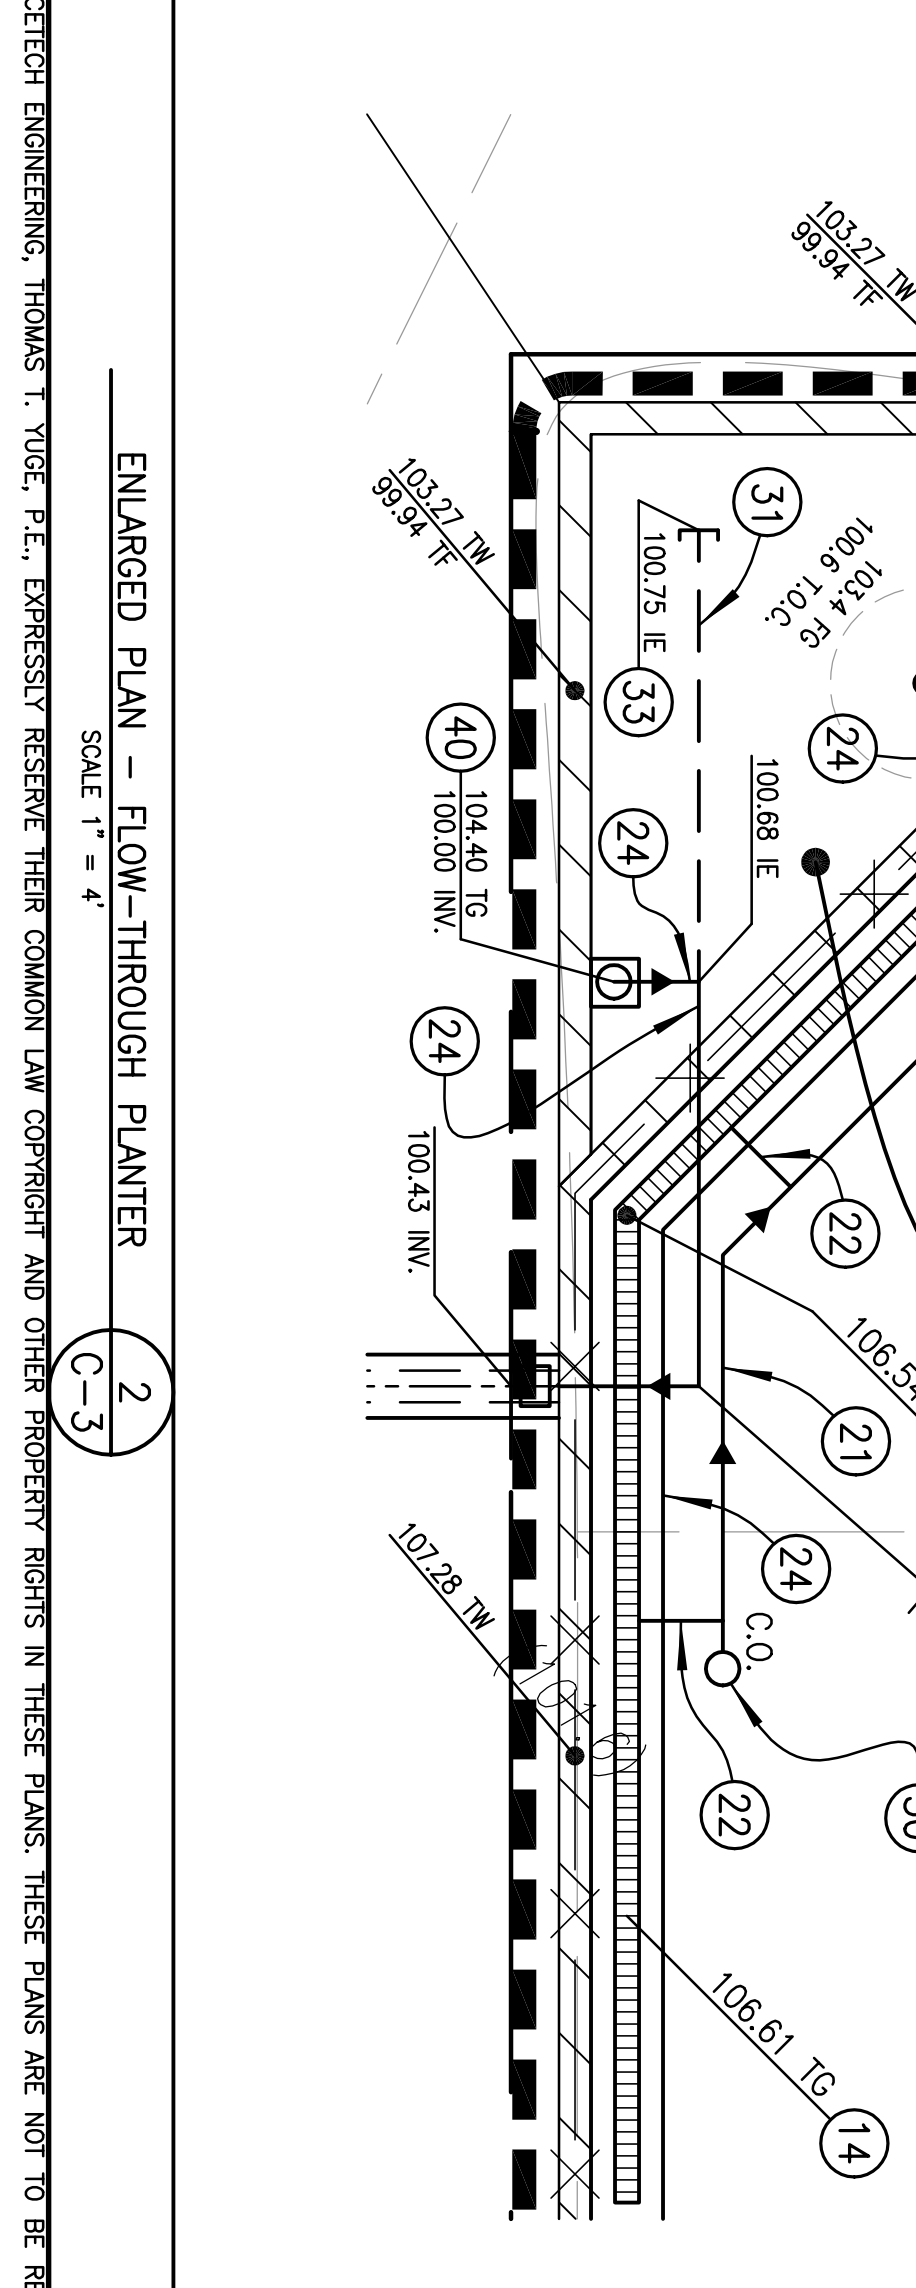 103.27 TW
99.94 TF
103.27 TW
99.94 TF
31
100.75 IE
33
103.4 FG
100.6 T.O.C.
24
40
104.40 TG
100.00 INV.
24
100.68 IE
24
100.43 INV.
22
106.54
21
24
C.O.
22
107.28 TW
106.61 TG
14
ENLARGED PLAN - FLOW-THROUGH PLANTER
SCALE 1" = 4'
2
C-3
CETECH ENGINEERING, THOMAS T. YUGE, P.E., EXPRESSLY RESERVE THEIR COMMON LAW COPYRIGHT AND OTHER PROPERTY RIGHTS IN THESE PLANS. THESE PLANS ARE NOT TO BE RE